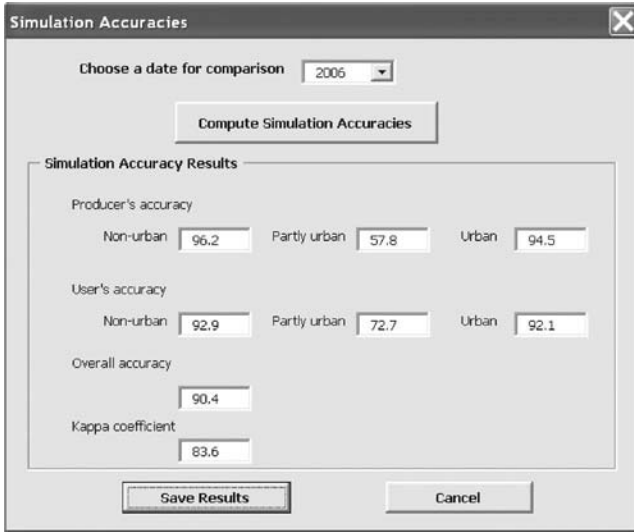 Simulation Accuracies
Choose a date for comparison 2006
Compute Simulation Accuracies
Simulation Accuracy Results
Producer's accuracy
Non-urban 96.2 Partly urban 57.8 Urban 94.5
User's accuracy
Non-urban 92.9 Partly urban 72.7 Urban 92.1
Overall accuracy
90.4
Kappa coefficient
83.6
Save Results Cancel